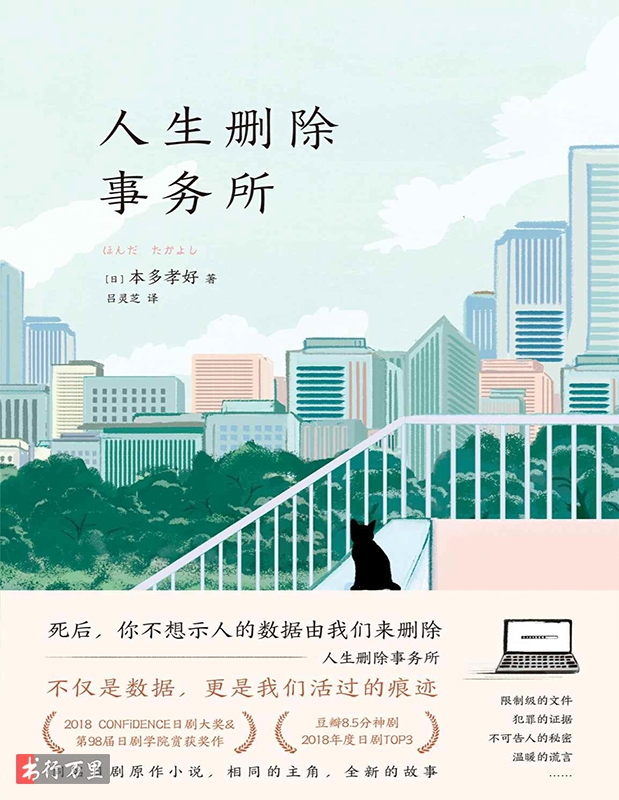 人生删除
事务所
ほんだ たかよし
[日] 本多孝好 著
吕灵芝 译
死后，你不想示人的数据由我们来删除
人生删除事务所
不仅是数据，更是我们活过的痕迹
2018 CONFiDENCE日剧大奖&
第98届日剧学院赏获奖作
豆瓣8.5分神剧
2018年度日剧TOP3
剧原作小说，相同的主角，全新的故事
限制级的文件
犯罪的证据
不可告人的秘密
温暖的谎言
……
书行万里